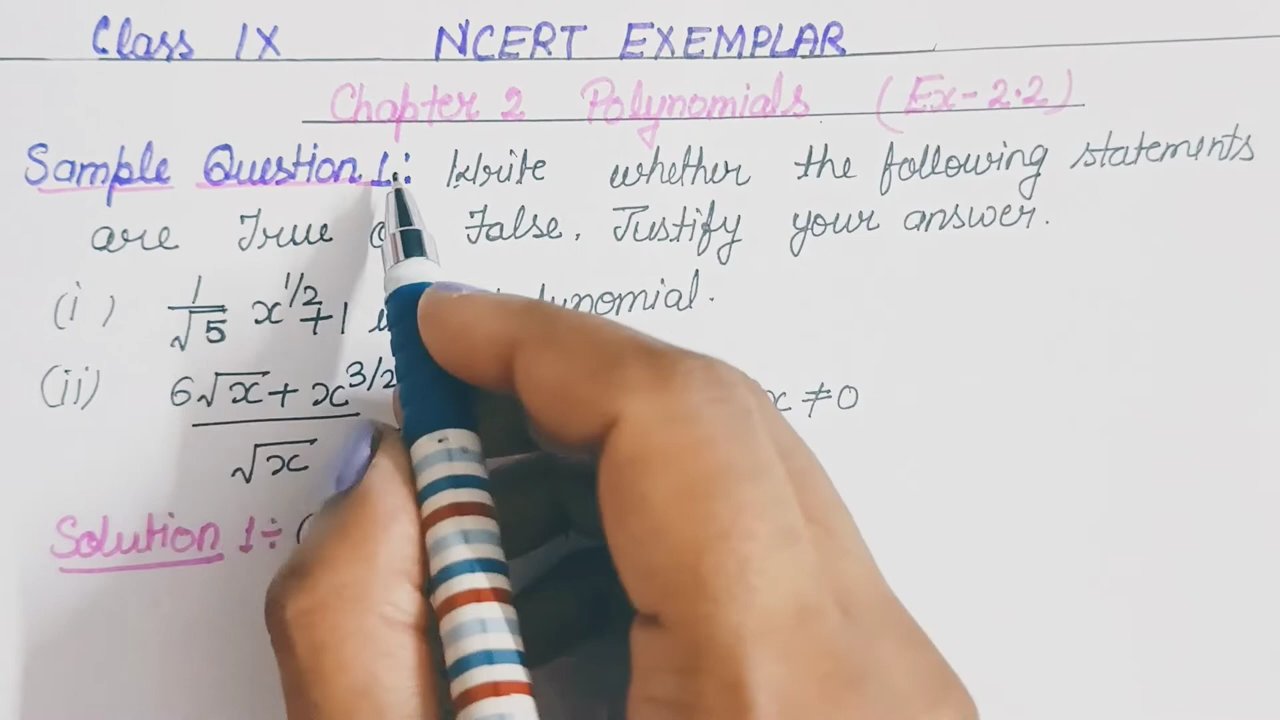 Class IX NCERT EXEMPLAR
Chapter 2 Polynomials (Ex-2.2)
Sample Question 1: Write whether the following statements
are True False. Justify your answer.
(i) 1/√5 x^1/2 + 1
(ii) 6√x + x^3/2 / √x x ≠ 0
Solution 1÷ (